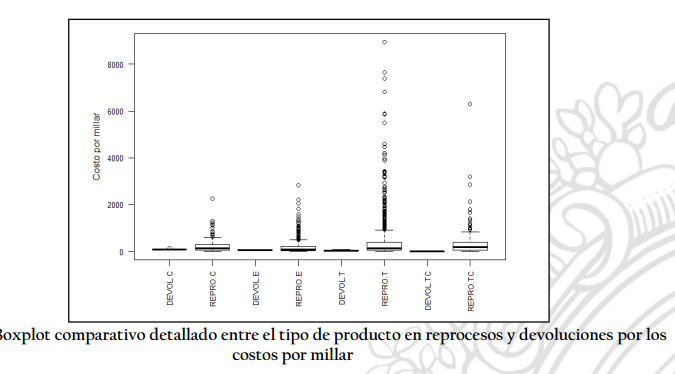 8000
6000
4000
2000
0
Costo por millar
DEVOL.C
REPRO.C
DEVOL.E
REPRO.E
DEVOL.T
REPRO.T
DEVOL.TC
REPRO.TC
Boxplot comparativo detallado entre el tipo de producto en reprocesos y devoluciones por los
costos por millar